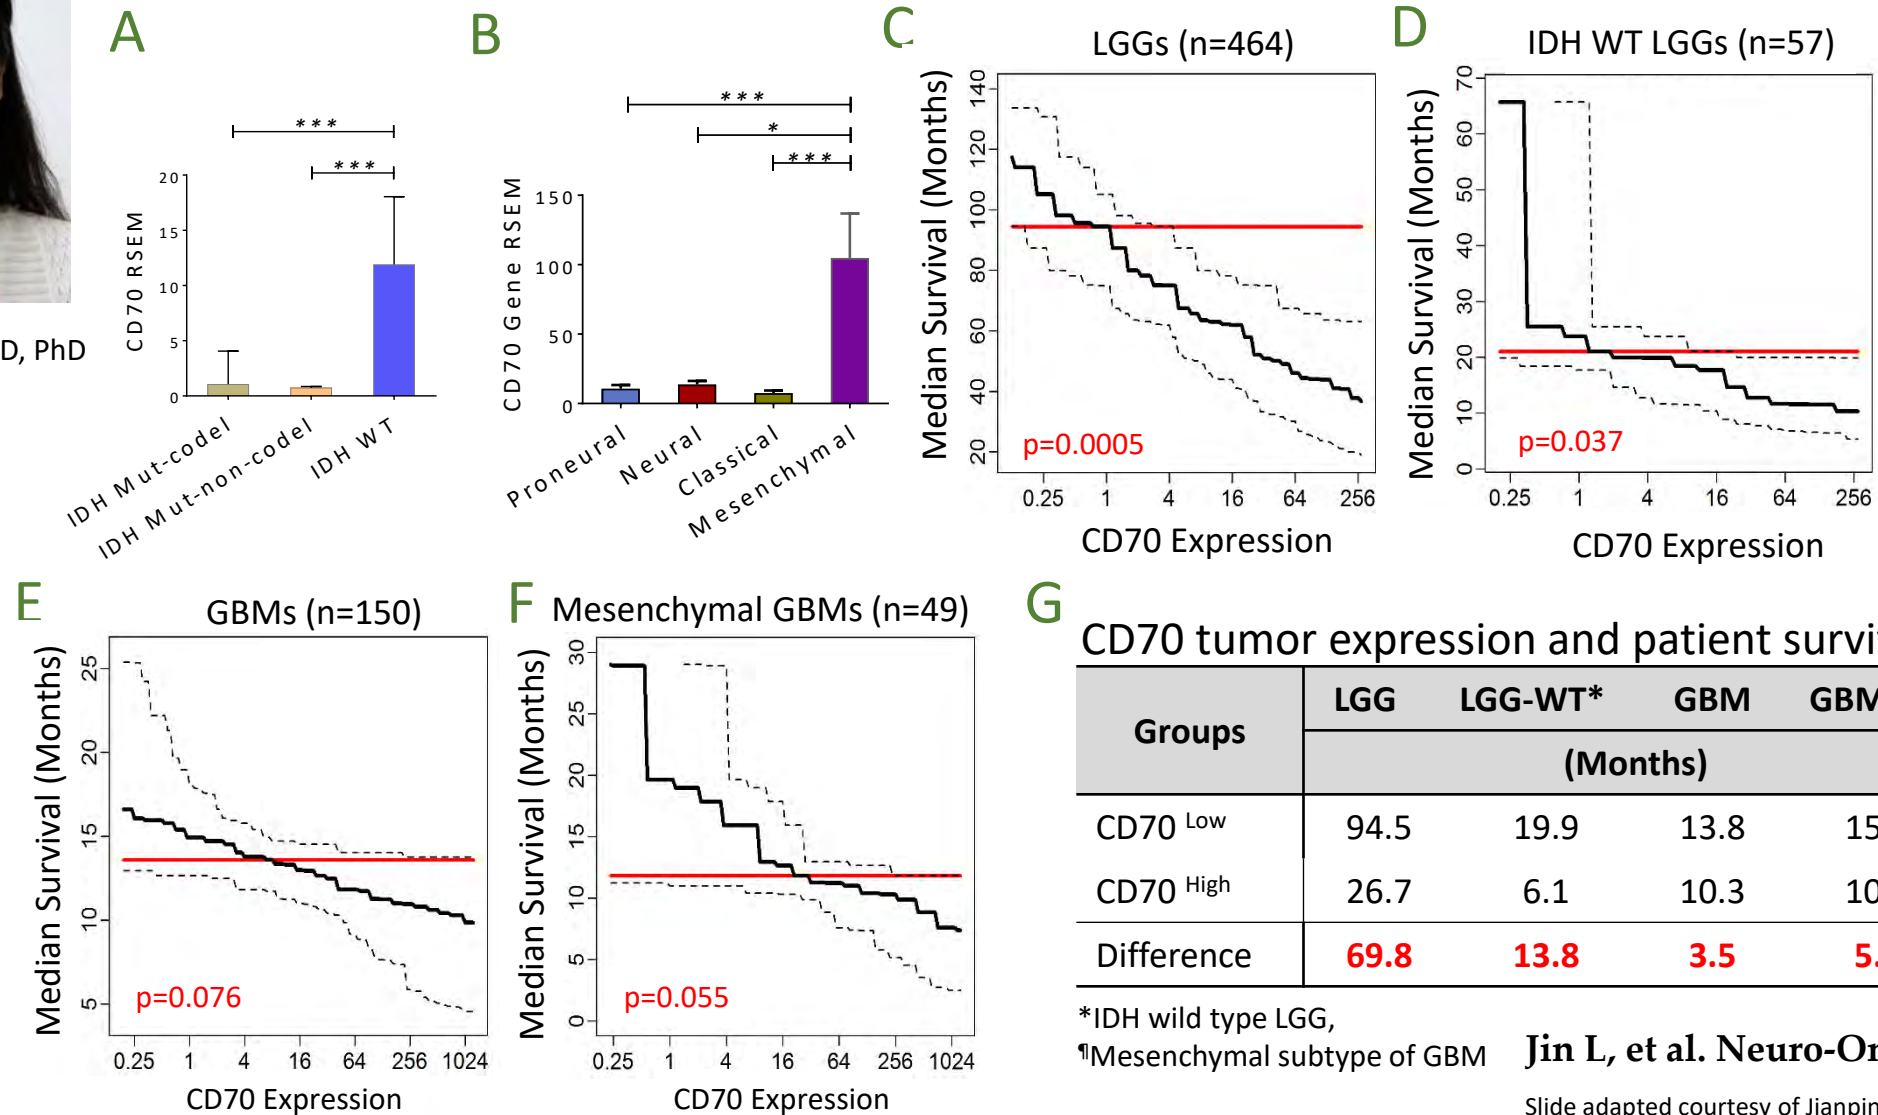 D, PhD
A
***
***
CD70 RSEM
20
15
10
5
0
IDH Mut-codel
IDH Mut-non-codel
IDH WT
B
***
*
***
CD70 Gene RSEM
150
100
50
0
Proneural
Neural
Classical
Mesenchymal
C
LGGs (n=464)
Median Survival (Months)
140
120
100
80
60
40
20
p=0.0005
0.25 1 4 16 64 256
CD70 Expression
D
IDH WT LGGs (n=57)
Median Survival (Months)
70
60
50
40
30
20
10
0
p=0.037
0.25 1 4 16 64 256
CD70 Expression
E
GBMs (n=150)
Median Survival (Months)
25
20
15
10
5
p=0.076
0.25 1 4 16 64 256 1024
CD70 Expression
F
Mesenchymal GBMs (n=49)
Median Survival (Months)
30
25
20
15
10
5
0
p=0.055
0.25 1 4 16 64 256 1024
CD70 Expression
G
CD70 tumor expression and patient survi
Groups LGG LGG-WT* GBM GBM
(Months)
CD70 Low 94.5 19.9 13.8 15
CD70 High 26.7 6.1 10.3 10
Difference 69.8 13.8 3.5 5.
*IDH wild type LGG,
¶Mesenchymal subtype of GBM
Jin L, et al. Neuro-On
Slide adapted courtesy of Jianpin